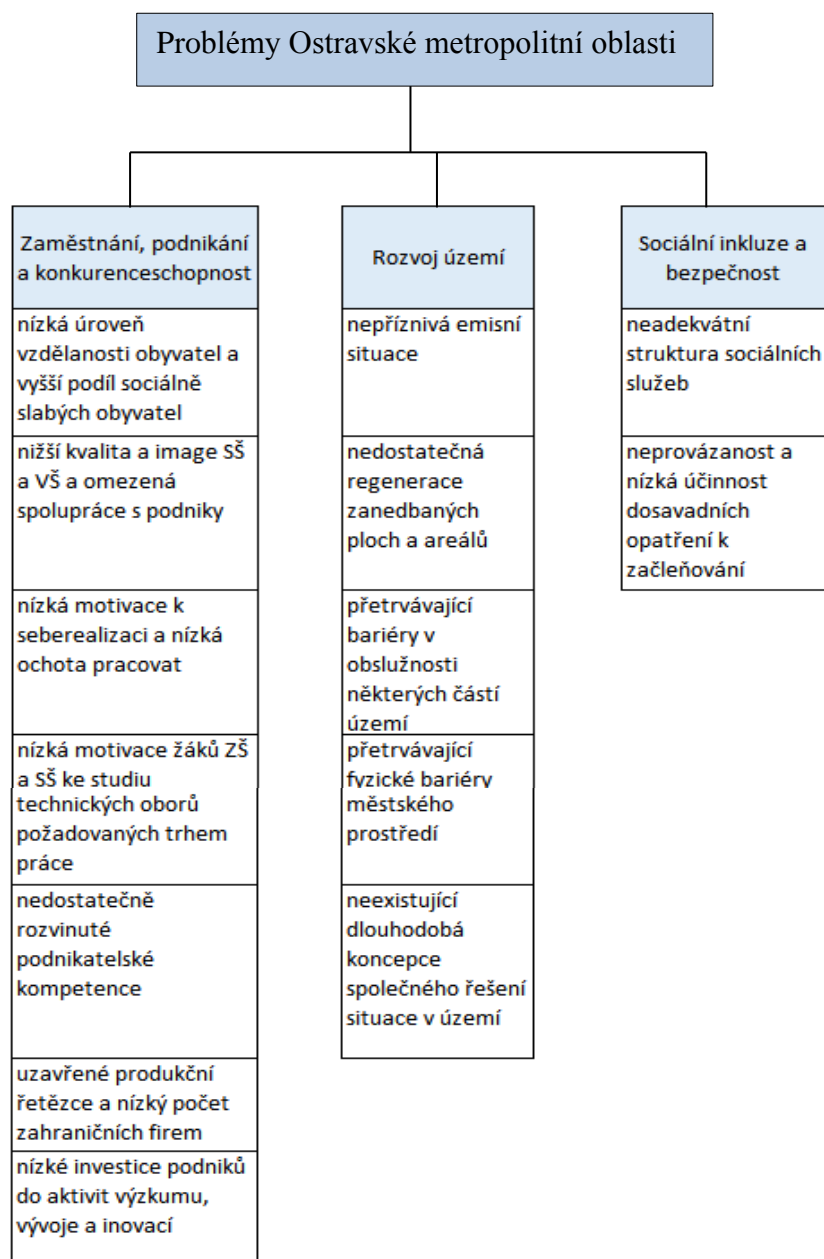 Problémy Ostravské metropolitní oblasti
Zaměstnání, podnikání
a konkurenceschopnost
nízká úroveň
vzdělanosti obyvatel a
vyšší podíl sociálně
slabých obyvatel
nižší kvalita a image SŠ
a VŠ a omezená
spolupráce s podniky
nízká motivace k
seberealizaci a nízká
ochota pracovat
nízká motivace žáků ZŠ
a SŠ ke studiu
technických oborů
požadovaných trhem
práce
nedostatečně
rozvinuté
podnikatelské
kompetence
uzavřené produkční
řetězce a nízký počet
zahraničních firem
nízké investice podniků
do aktivit výzkumu,
vývoje a inovací
Rozvoj území
nepříznivá emisní
situace
nedostatečná
regenerace
zanedbaných
ploch a areálů
přetrvávající
bariéry v
obslužnosti
některých částí
území
přetrvávající
fyzické bariéry
městského
prostředí
neexistující
dlouhodobá
koncepce
společného řešení
situace v území
Sociální inkluze a
bezpečnost
neadekvátní
struktura sociálních
služeb
neprovázanost a
nízká účinnost
dosavadních
opatření k
začleňování